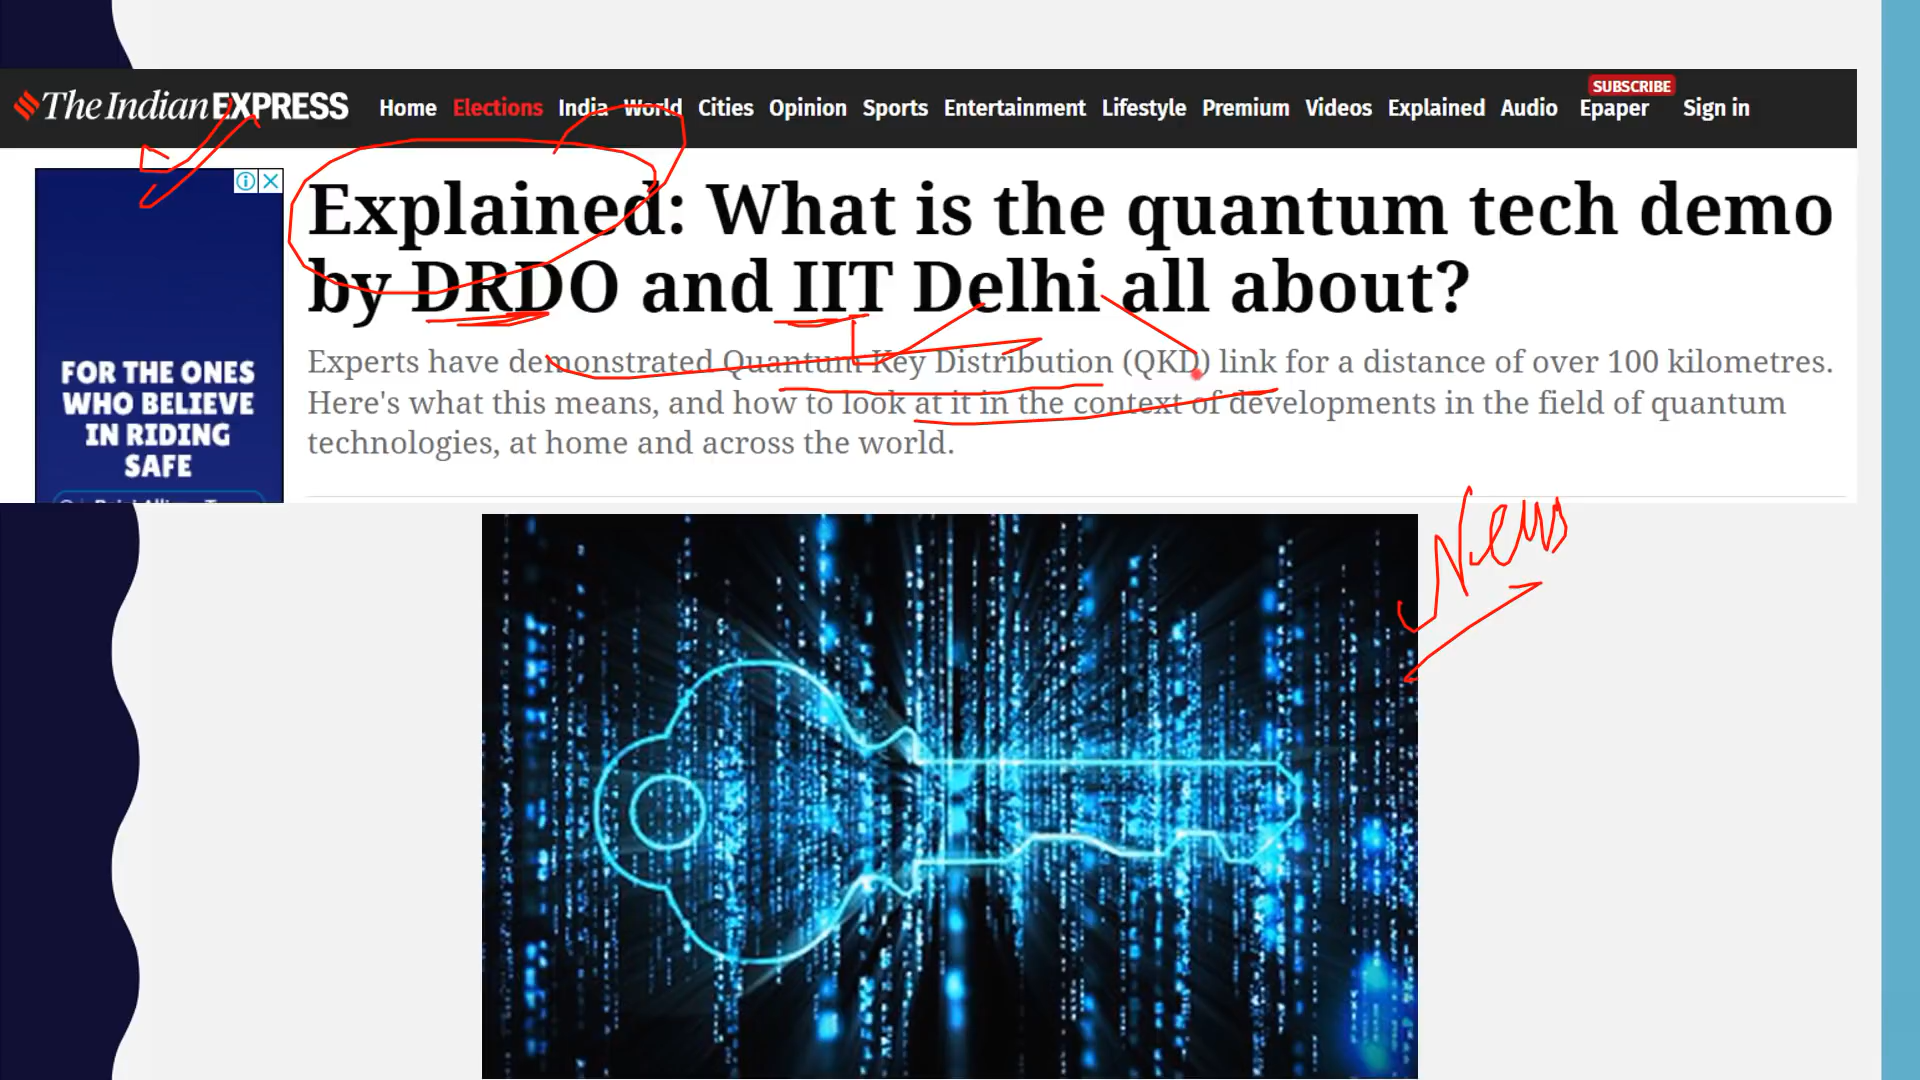 The Indian EXPRESS
Home Elections India World Cities Opinion Sports Entertainment Lifestyle Premium Videos Explained Audio Epaper Sign in
SUBSCRIBE
Explained: What is the quantum tech demo
by DRDO and IIT Delhi all about?
Experts have demonstrated Quantum Key Distribution (QKD) link for a distance of over 100 kilometres.
Here's what this means, and how to look at it in the context of developments in the field of quantum
technologies, at home and across the world.
FOR THE ONES
WHO BELIEVE
IN RIDING
SAFE
News